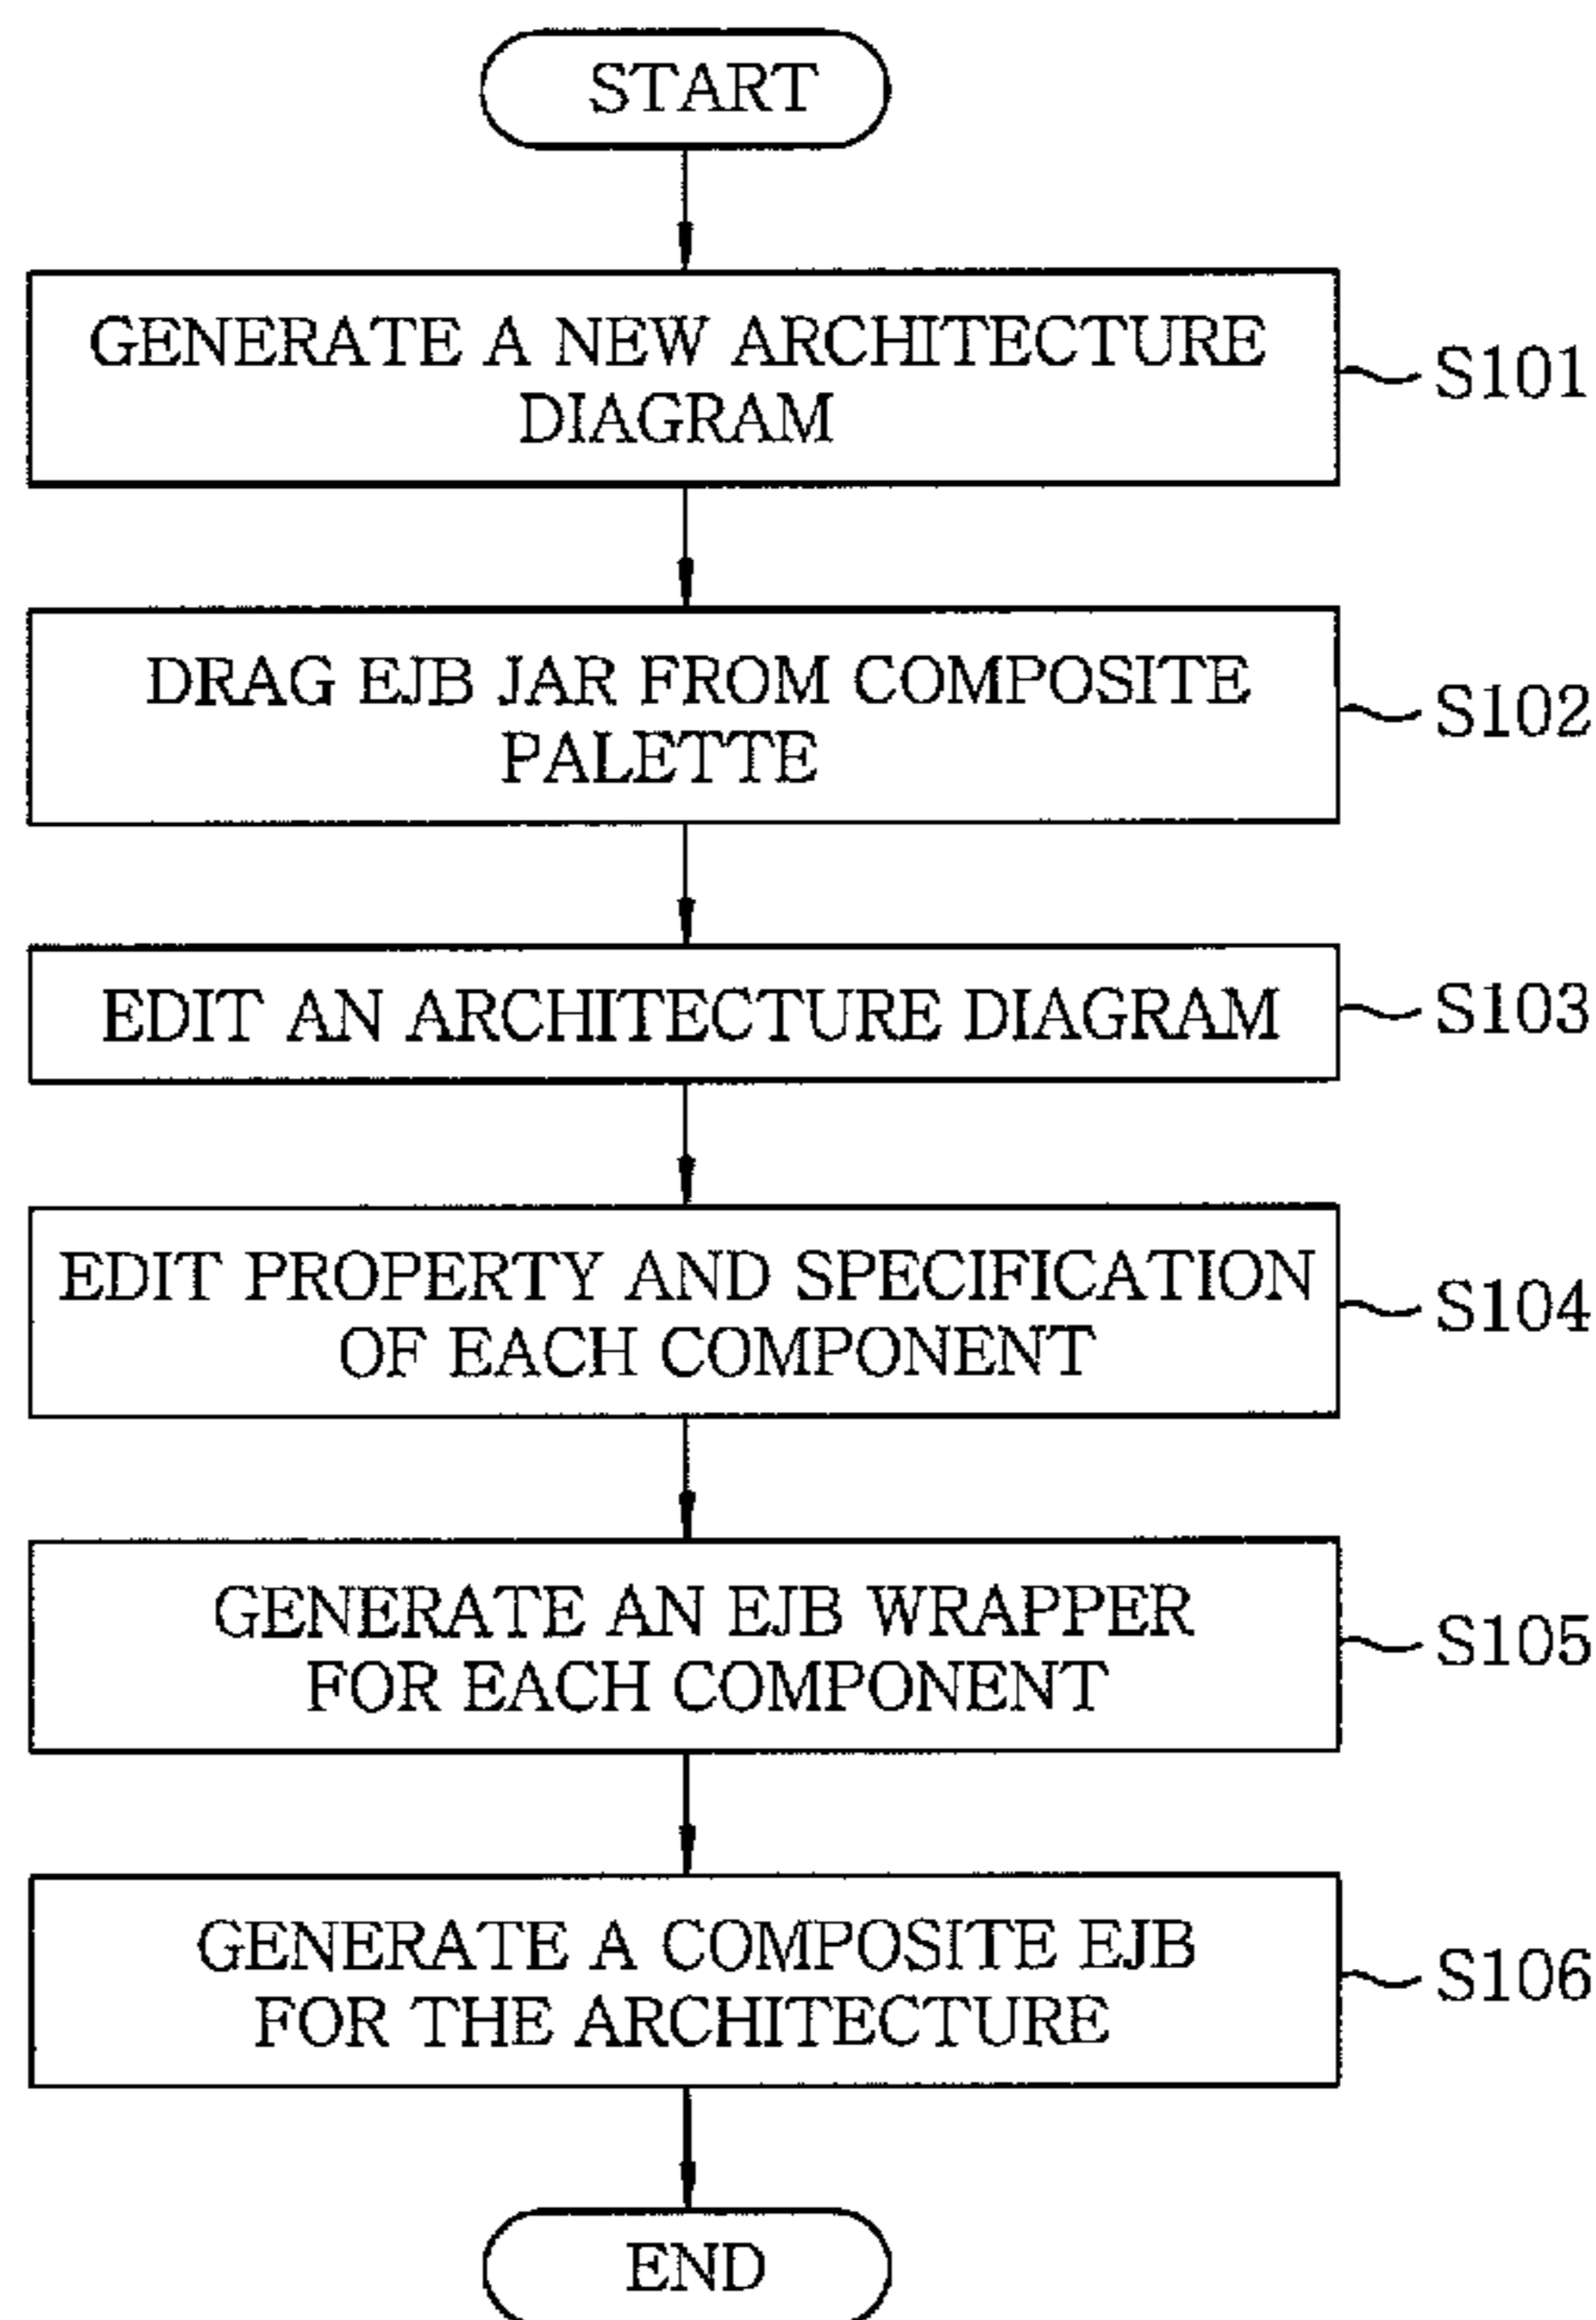 START
GENERATE A NEW ARCHITECTURE
DIAGRAM
S101
DRAG EJB JAR FROM COMPOSITE
PALETTE
S102
EDIT AN ARCHITECTURE DIAGRAM
S103
EDIT PROPERTY AND SPECIFICATION
OF EACH COMPONENT
S104
GENERATE AN EJB WRAPPER
FOR EACH COMPONENT
S105
GENERATE A COMPOSITE EJB
FOR THE ARCHITECTURE
S106
END